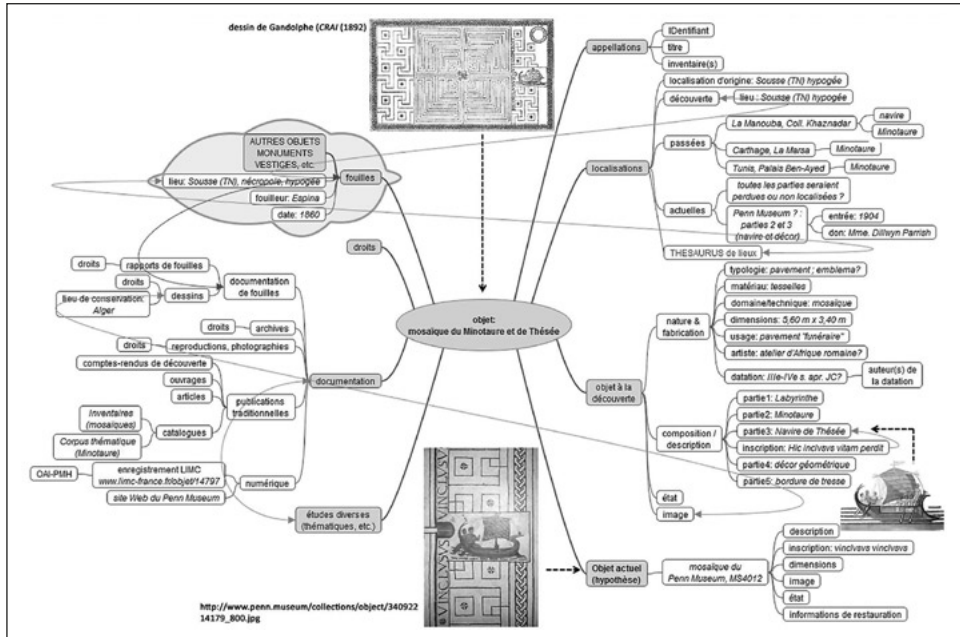 dessin de Gandolphe (CRAI (1892)
AUTRES OBJETS
MONUMENTS
VESTIGES, etc.
lieu: Sousse (TN), nécropole, hypogée
fouilleur: Espina
date: 1860
fouilles
droits
droits
rapports de fouilles
droits
dessins
lieu de conservation:
Alger
documentation
de fouilles
droits
archives
droits
reproductions, photographies
comptes-rendus de découverte
ouvrages
articles
Inventaires
(mosaïques)
Corpus thématique
(Minotaure)
catalogues
publications
traditionnelles
OAI-PMH
enregistrement LIMC
www.limc-france.fr/objet/14797
site Web du Penn Museum
numérique
documentation
études diverses
(thématiques, etc.)
http://www.penn.museum/collections/object/340922
14179_800.jpg
objet:
mosaïque du Minotaure et de Thésée
appellations
IDentifiant
titre
inventaire(s)
localisations
localisation d'origine: Sousse (TN) hypogée
découverte
lieu : Sousse (TN) hypogée
passées
La Manouba, Coll. Khaznadar
navire
Minotaure
Carthage, La Marsa
Minotaure
Tunis, Palais Ben-Ayed
Minotaure
actuelles
toutes les parties seraient
perdues ou non localisées ?
Penn Museum ? :
parties 2 et 3
(navire et décor)
entrée: 1904
don: Mme. Dillwyn Parrish
THESAURUS de lieux
objet à la
découverte
nature &
fabrication
typologie: pavement ; emblema?
matériau: tesselles
domaine/technique: mosaïque
dimensions: 5,60 m x 3,40 m
usage: pavement "funéraire"
artiste: atelier d'Afrique romaine?
datation: IIIe-IVe s. apr. JC?
auteur(s) de
la datation
composition /
description
partie1: Labyrinthe
partie2: Minotaure
partie3: Navire de Thésée
inscription: Hic inclvsvs vitam perdit
partie4: décor géométrique
partie5: bordure de tresse
état
image
Objet actuel
(hypothèse)
mosaïque du
Penn Museum, MS4012
description
inscription: vinclvsvs vinclvsvs
dimensions
image
état
informations de restauration
VINCLVSVS
VINCLVSVS